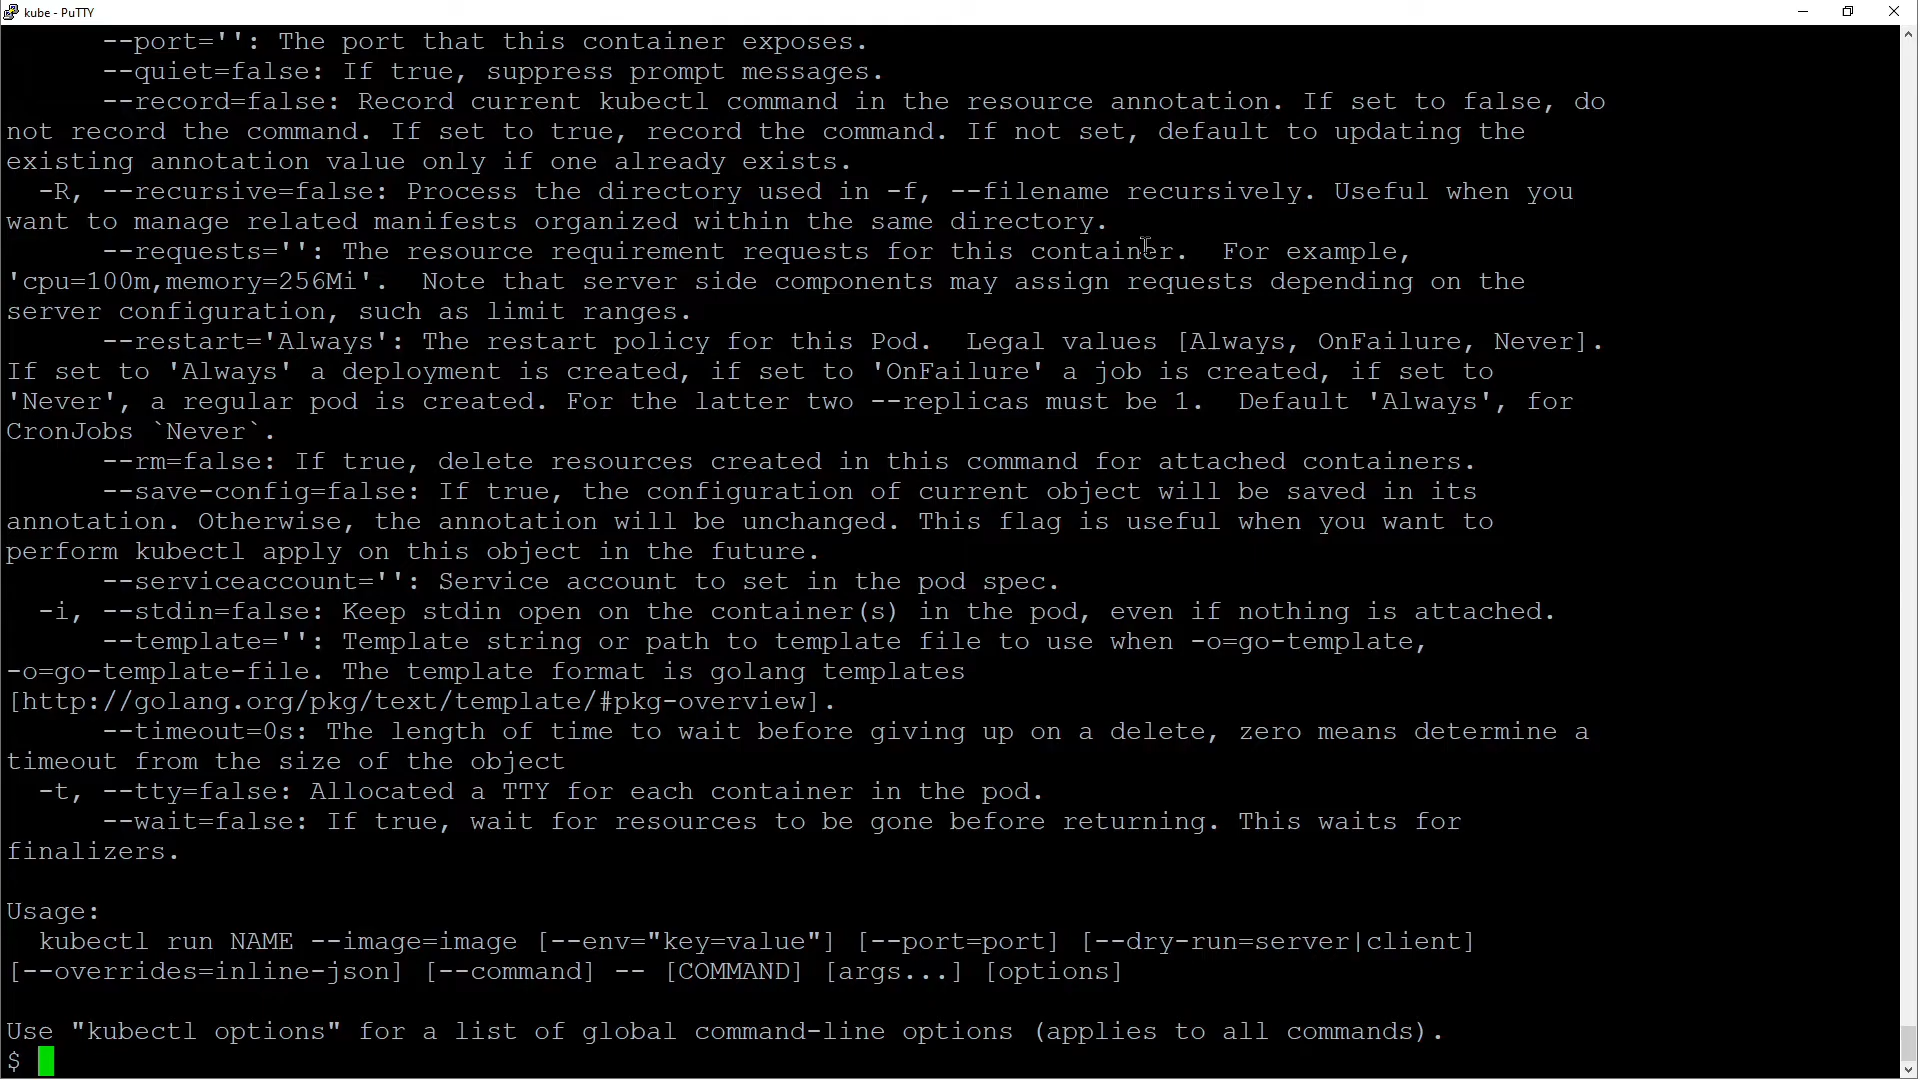 kube - PuTTY
--port='': The port that this container exposes.
--quiet=false: If true, suppress prompt messages.
--record=false: Record current kubectl command in the resource annotation. If set to false, do
not record the command. If set to true, record the command. If not set, default to updating the
existing annotation value only if one already exists.
-R, --recursive=false: Process the directory used in -f, --filename recursively. Useful when you
want to manage related manifests organized within the same directory.
--requests='': The resource requirement requests for this container.  For example,
'cpu=100m,memory=256Mi'.  Note that server side components may assign requests depending on the
server configuration, such as limit ranges.
--restart='Always': The restart policy for this Pod.  Legal values [Always, OnFailure, Never].
If set to 'Always' a deployment is created, if set to 'OnFailure' a job is created, if set to
'Never', a regular pod is created. For the latter two --replicas must be 1.  Default 'Always', for
CronJobs `Never`.
--rm=false: If true, delete resources created in this command for attached containers.
--save-config=false: If true, the configuration of current object will be saved in its
annotation. Otherwise, the annotation will be unchanged. This flag is useful when you want to
perform kubectl apply on this object in the future.
--serviceaccount='': Service account to set in the pod spec.
-i, --stdin=false: Keep stdin open on the container(s) in the pod, even if nothing is attached.
--template='': Template string or path to template file to use when -o=go-template,
-o=go-template-file. The template format is golang templates
[http://golang.org/pkg/text/template/#pkg-overview].
--timeout=0s: The length of time to wait before giving up on a delete, zero means determine a
timeout from the size of the object
-t, --tty=false: Allocated a TTY for each container in the pod.
--wait=false: If true, wait for resources to be gone before returning. This waits for
finalizers.
Usage:
kubectl run NAME --image=image [--env="key=value"] [--port=port] [--dry-run=server|client]
[--overrides=inline-json] [--command] -- [COMMAND] [args...] [options]
Use "kubectl options" for a list of global command-line options (applies to all commands).
$